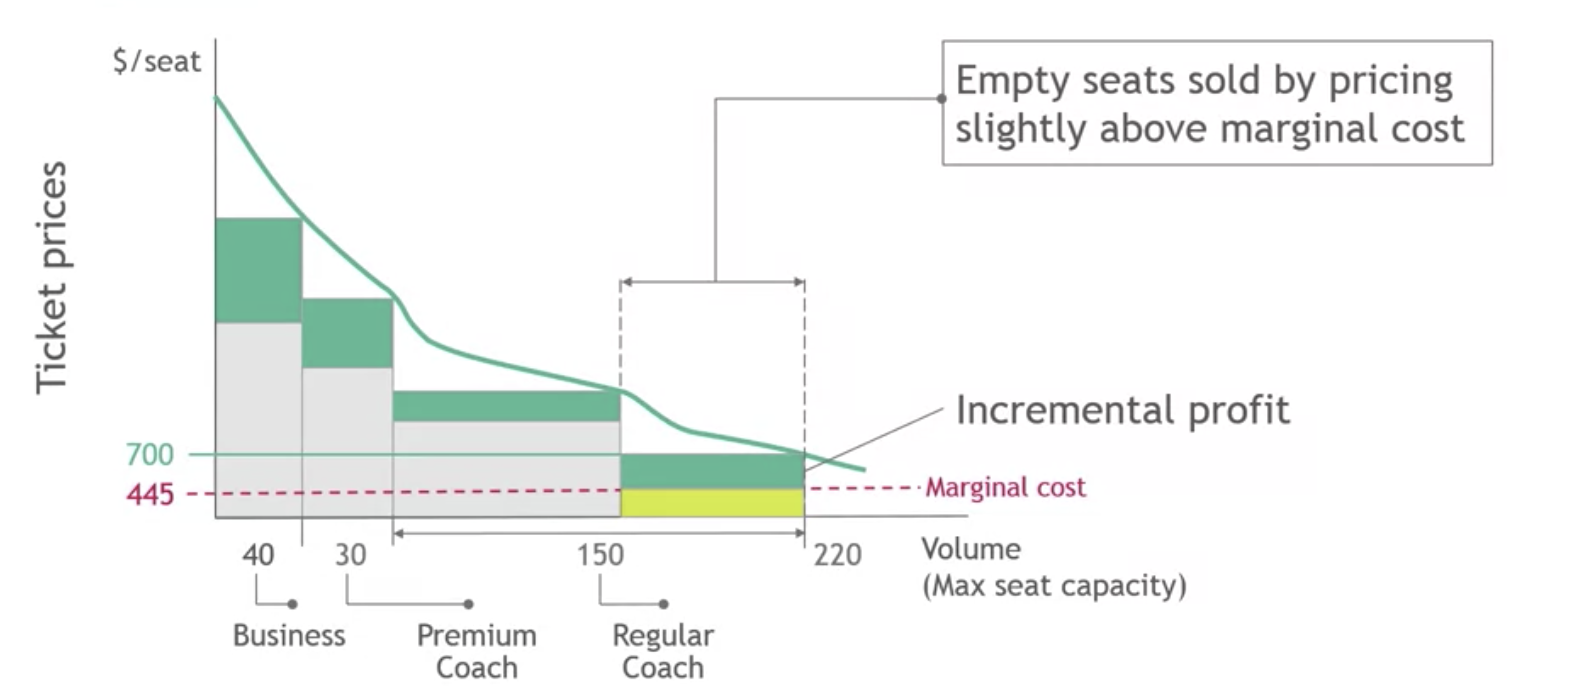 $/seat
Ticket prices
Empty seats sold by pricing
slightly above marginal cost
Incremental profit
700
445
Marginal cost
40
30
150
220
Volume
(Max seat capacity)
Business
Premium
Coach
Regular
Coach